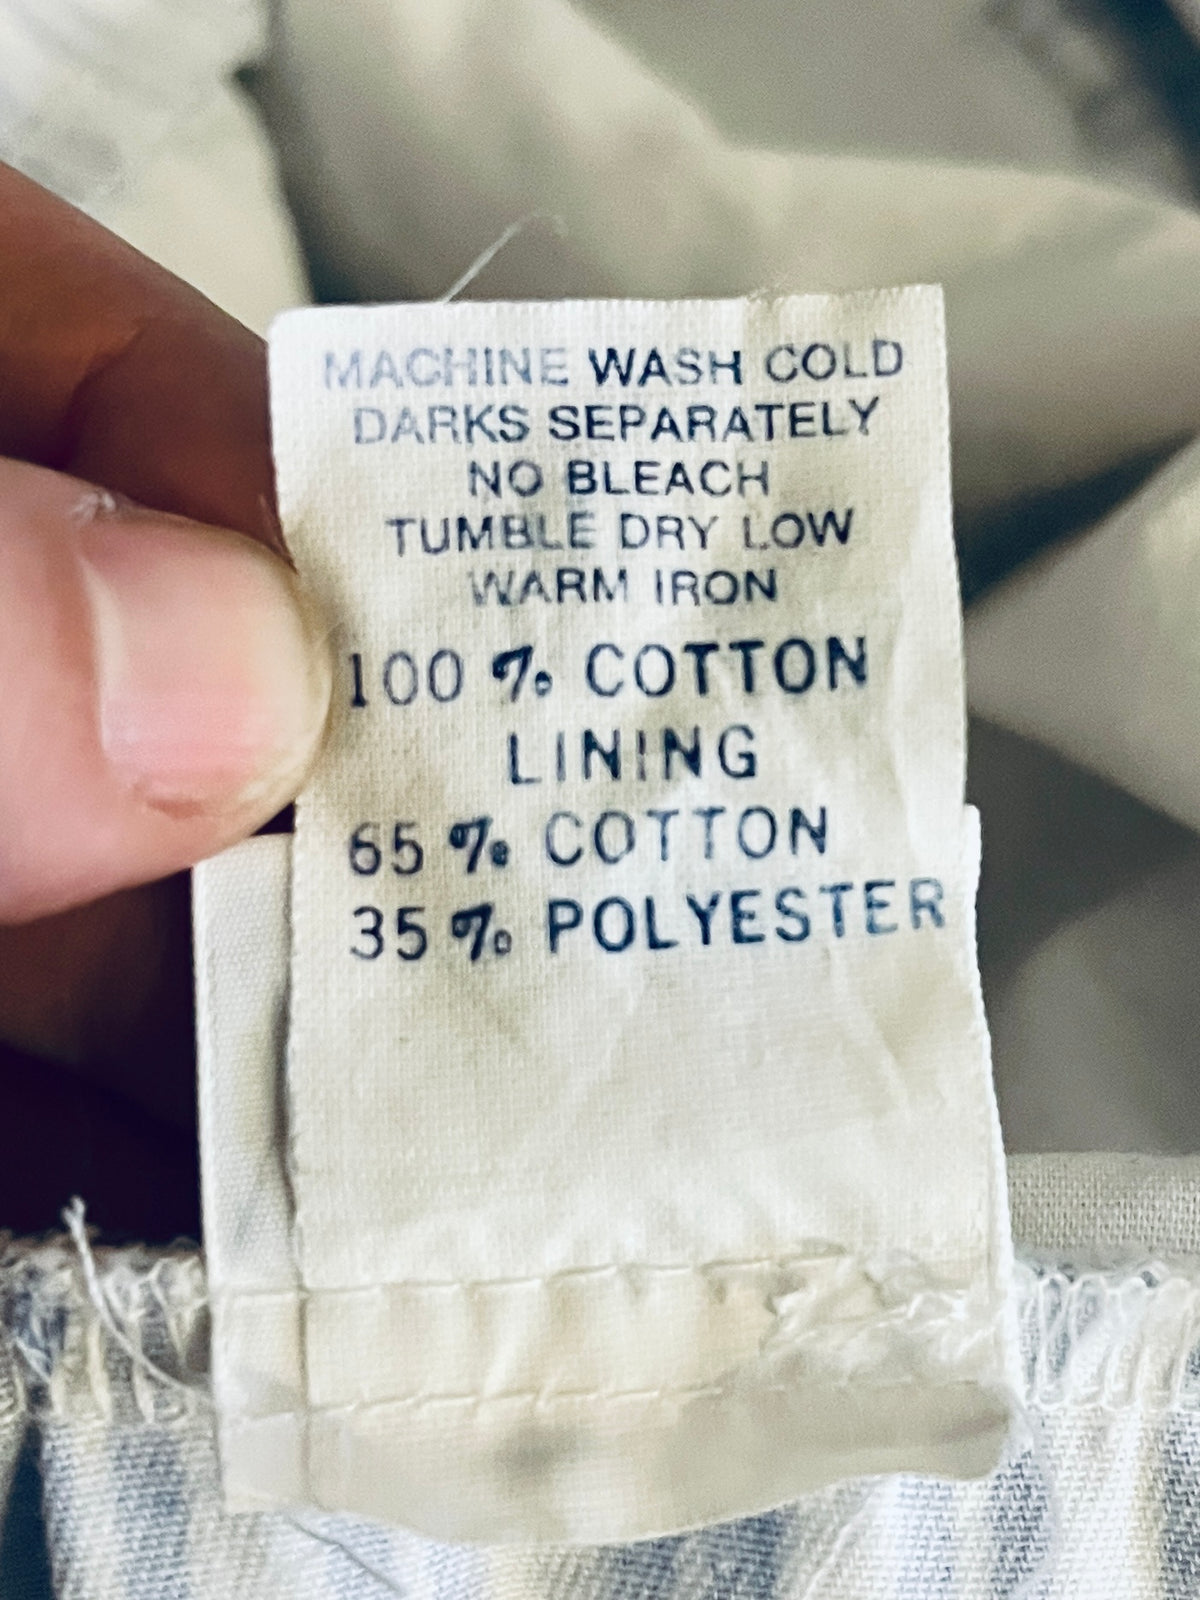 MACHINE WASH COLD
DARKS SEPARATELY
NO BLEACH
TUMBLE DRY LOW
WARM IRON
100 % COTTON
LINING
65 % COTTON
35 % POLYESTER